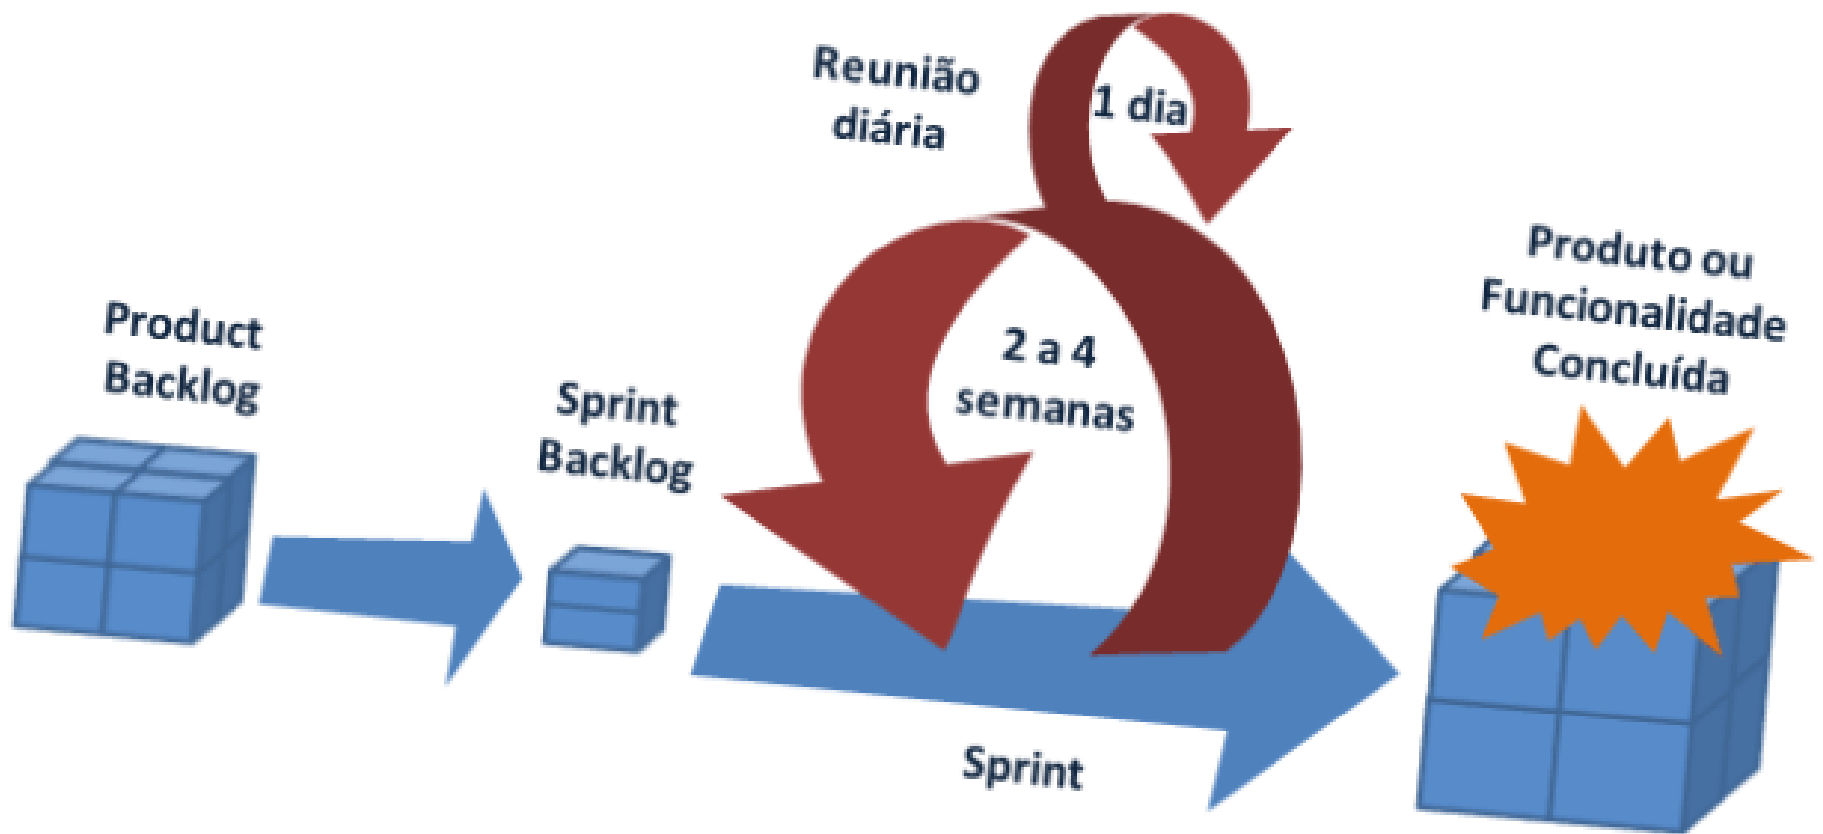 Product
Backlog
Sprint
Backlog
Reunião
diária
1 dia
2 a 4
semanas
Sprint
Produto ou
Funcionalidade
Concluída